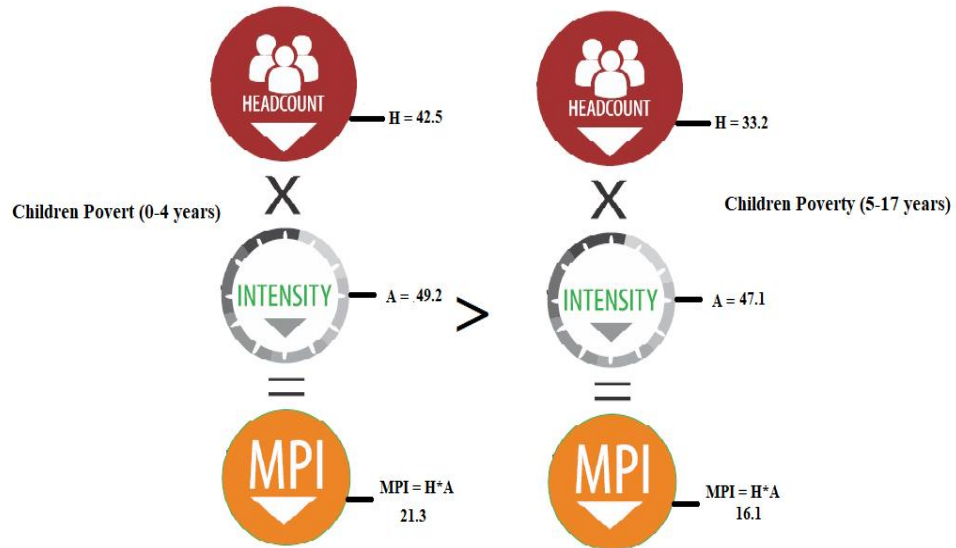 HEADCOUNT
H = 42.5
X
Children Povert (0-4 years)
INTENSITY
A = 49.2
=
MPI
MPI = H*A
21.3
>
HEADCOUNT
H = 33.2
X
Children Poverty (5-17 years)
INTENSITY
A = 47.1
=
MPI
MPI = H*A
16.1